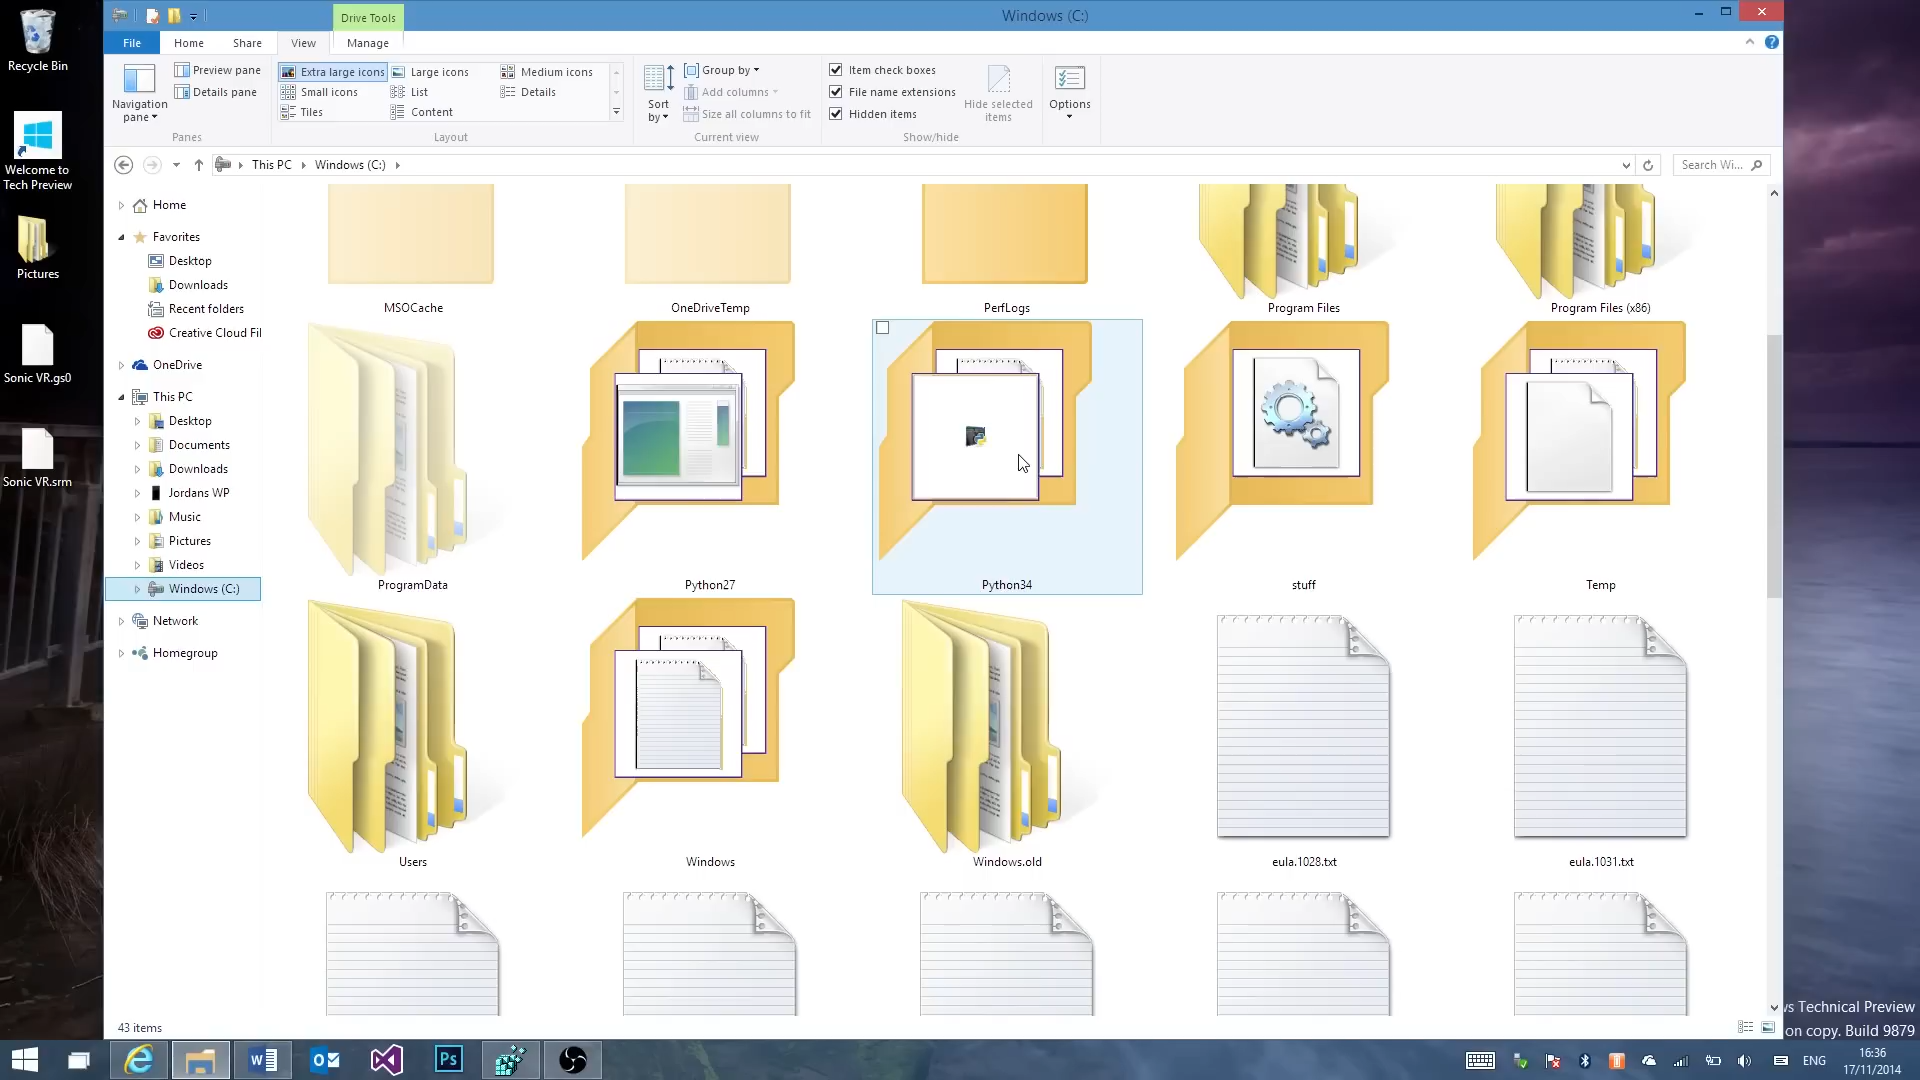 Recycle Bin
Welcome to
Tech Preview
Pictures
Sonic VR.gs0
Sonic VR.srm
Drive Tools
Windows (C:)
File
Home
Share
View
Manage
Navigation
pane
Preview pane
Details pane
Panes
Extra large icons
Large icons
Medium icons
Small icons
List
Details
Tiles
Content
Layout
Sort
by
Group by
Add columns
Size all columns to fit
Current view
Item check boxes
File name extensions
Hidden items
Hide selected
items
Show/hide
Options
This PC
Windows (C:)
Search Wi...
Home
Favorites
Desktop
Downloads
Recent folders
Creative Cloud Fil
OneDrive
This PC
Desktop
Documents
Downloads
Jordans WP
Music
Pictures
Videos
Windows (C:)
Network
Homegroup
MSOCache
OneDriveTemp
PerfLogs
Program Files
Program Files (x86)
ProgramData
Python27
Python34
stuff
Temp
Users
Windows
Windows.old
eula.1028.txt
eula.1031.txt
43 items
ws Technical Preview
on copy. Build 9879
Ps
ENG
16:36
17/11/2014